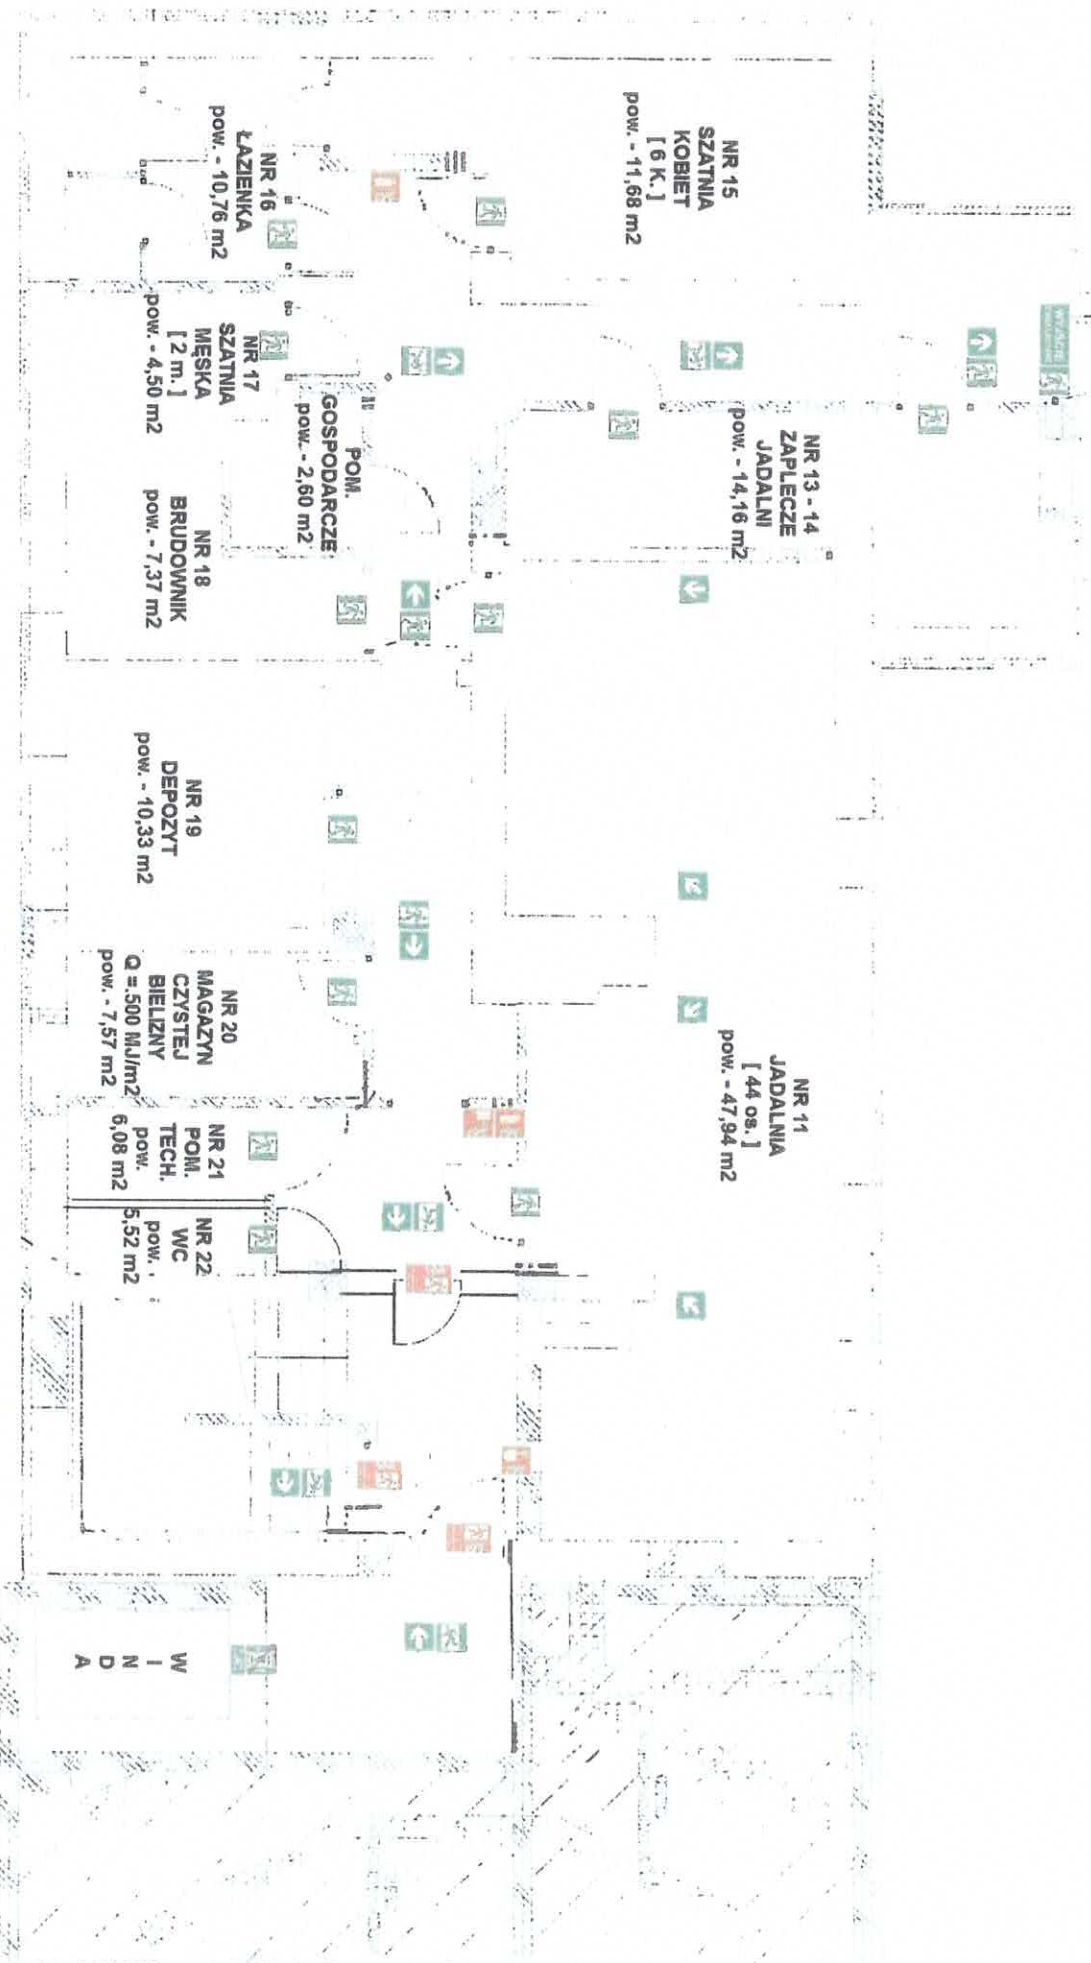 NR 15
SZATNIA
KOBIET
[ 6 K. ]
pow. - 11,68 m2
NR 16
ŁAZIENKA
pow. - 10,76 m2
NR 17
SZATNIA
MĘSKA
[ 2 m. ]
pow. - 4,50 m2
POM.
GOSPODARCZE
pow. - 2,60 m2
NR 13 - 14
ZAPLECZE
JADALNI
pow. - 14,16 m2
NR 18
BRUDOWNIK
pow. - 7,37 m2
NR 19
DEPOZYT
pow. - 10,33 m2
NR 20
MAGAZYN
CZYSTEJ
BIELIZNY
Q =.500 MJ/m2
pow. - 7,57 m2
NR 11
JADALNIA
[ 44 os. ]
pow. - 47,94 m2
NR 21
POM.
TECH.
pow.
6,08 m2
NR 22
WC
pow.
5,52 m2
W
I
N
D
A